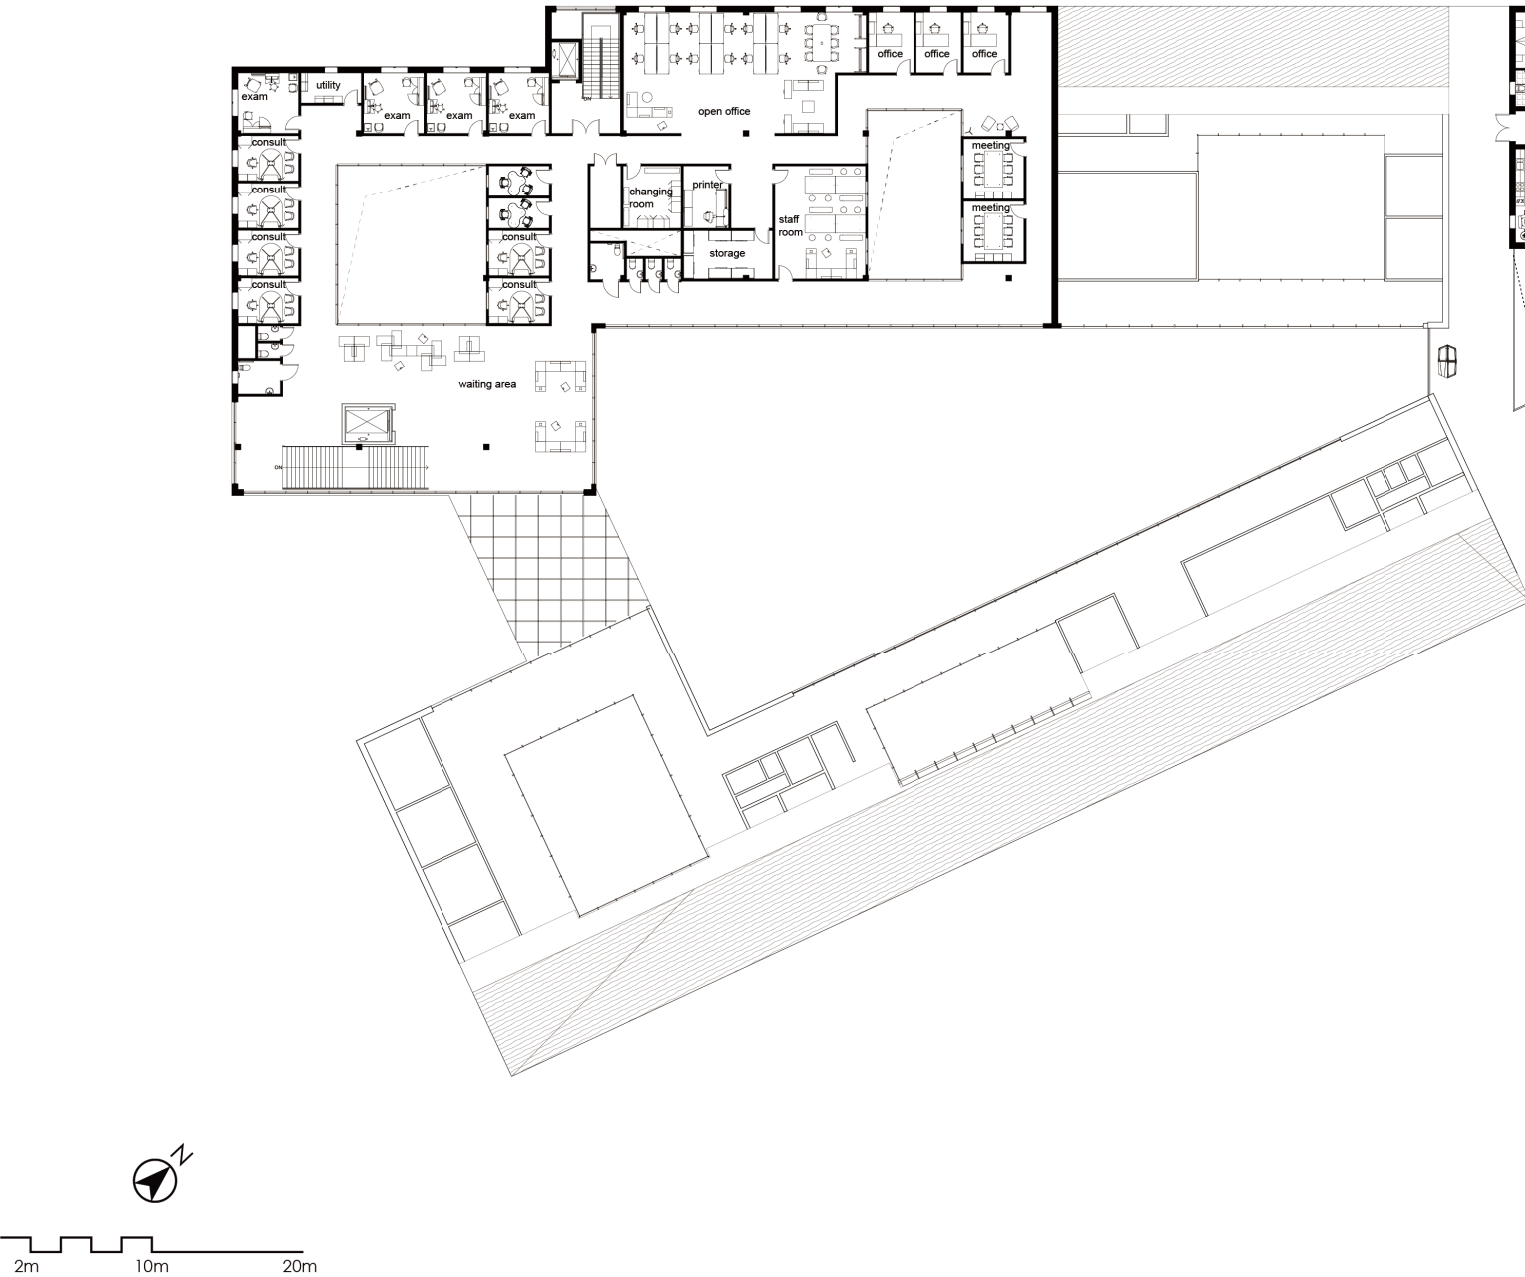 office
office
office
utility
exam
exam
exam
exam
open office
DN
consult
meeting
consult
changing
room
printer
meeting
staff
room
consult
consult
storage
consult
consult
waiting area
DN
N
2m
10m
20m